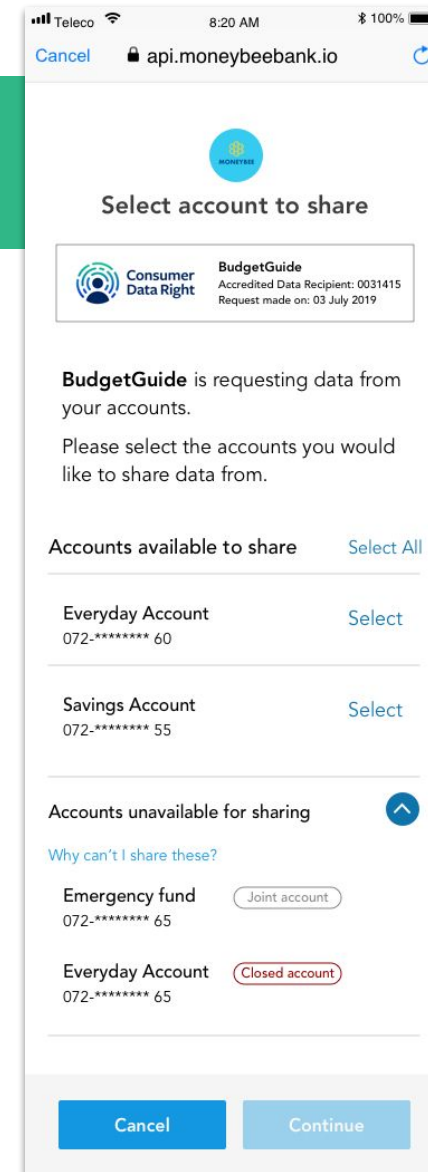 Teleco 8:20 AM 100%
Cancel api.moneybeebank.io
MONEYBEE
Select account to share
Consumer
Data Right
BudgetGuide
Accredited Data Recipient: 0031415
Request made on: 03 July 2019
BudgetGuide is requesting data from
your accounts.
Please select the accounts you would
like to share data from.
Accounts available to share Select All
Everyday Account Select
072-******** 60
Savings Account Select
072-******** 55
Accounts unavailable for sharing
Why can't I share these?
Emergency fund Joint account
072-******** 65
Everyday Account Closed account
072-******** 65
Cancel Continue